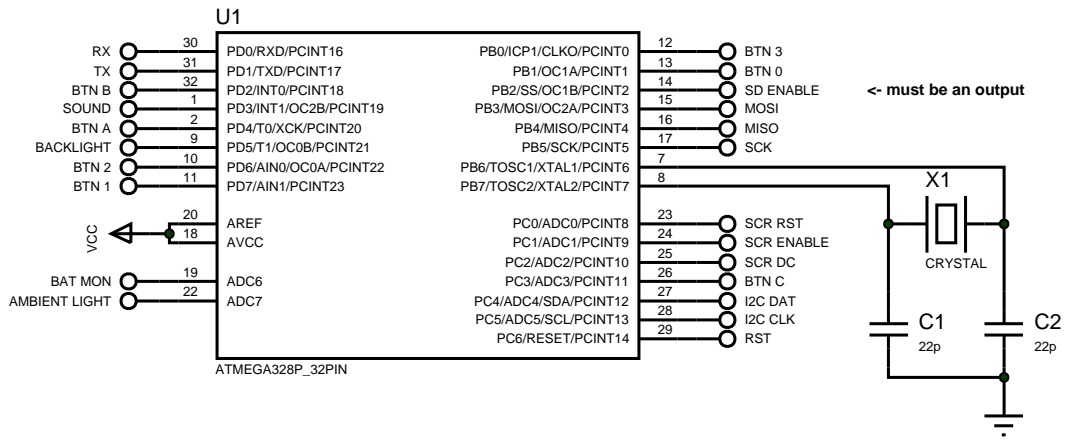 U1
RX 30 PD0/RXD/PCINT16 PB0/ICP1/CLKO/PCINT0 12 BTN 3
TX 31 PD1/TXD/PCINT17 PB1/OC1A/PCINT1 13 BTN 0
BTN B 32 PD2/INT0/PCINT18 PB2/SS/OC1B/PCINT2 14 SD ENABLE <- must be an output
SOUND 1 PD3/INT1/OC2B/PCINT19 PB3/MOSI/OC2A/PCINT3 15 MOSI
BTN A 2 PD4/T0/XCK/PCINT20 PB4/MISO/PCINT4 16 MISO
BACKLIGHT 9 PD5/T1/OC0B/PCINT21 PB5/SCK/PCINT5 17 SCK
BTN 2 10 PD6/AIN0/OC0A/PCINT22 PB6/TOSC1/XTAL1/PCINT6 7
BTN 1 11 PD7/AIN1/PCINT23 PB7/TOSC2/XTAL2/PCINT7 8
X1
CRYSTAL
VCC
20 AREF PC0/ADC0/PCINT8 23 SCR RST
18 AVCC PC1/ADC1/PCINT9 24 SCR ENABLE
PC2/ADC2/PCINT10 25 SCR DC
BAT MON 19 ADC6 PC3/ADC3/PCINT11 26 BTN C
AMBIENT LIGHT 22 ADC7 PC4/ADC4/SDA/PCINT12 27 I2C DAT
PC5/ADC5/SCL/PCINT13 28 I2C CLK
PC6/RESET/PCINT14 29 RST
C1
22p
C2
22p
ATMEGA328P_32PIN